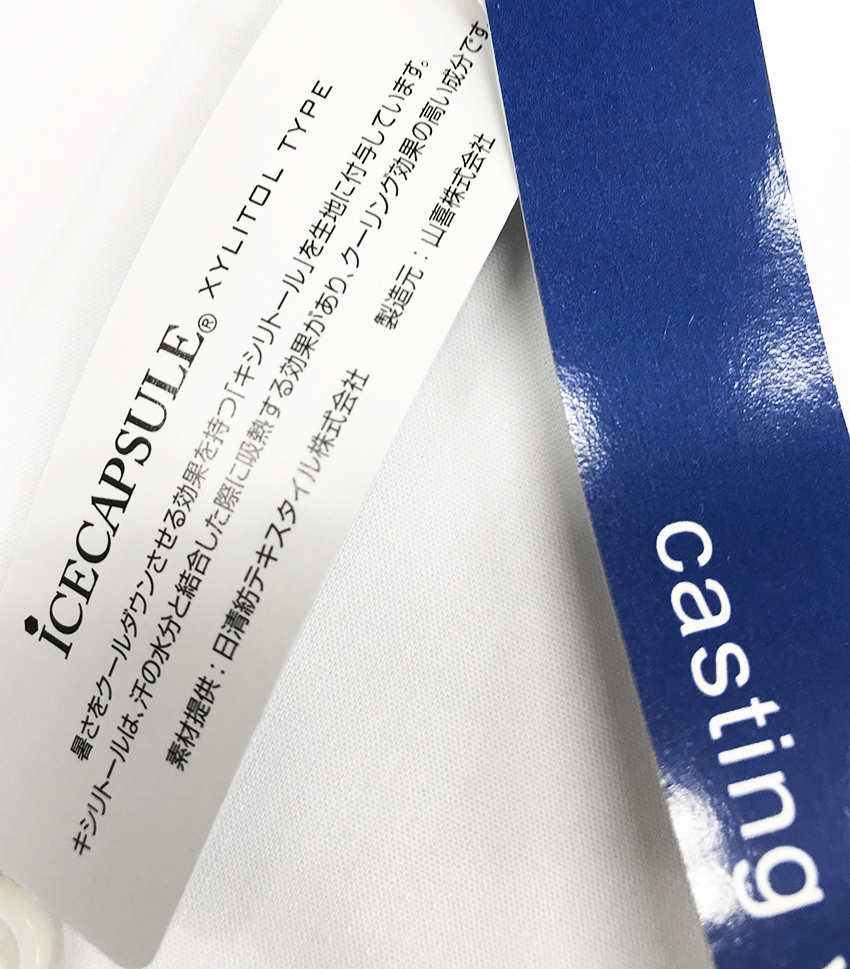 iCECAPSULE® XYLITOL TYPE
暑さをクールダウンさせる効果を持つ「キシリトール」を生地に付与しています。
キシリトールは、汗の水分と結合した際に吸熱する効果があり、クーリング効果の高い成分です
素材提供：日清紡テキスタイル株式会社 製造元：山喜株式会社
casting